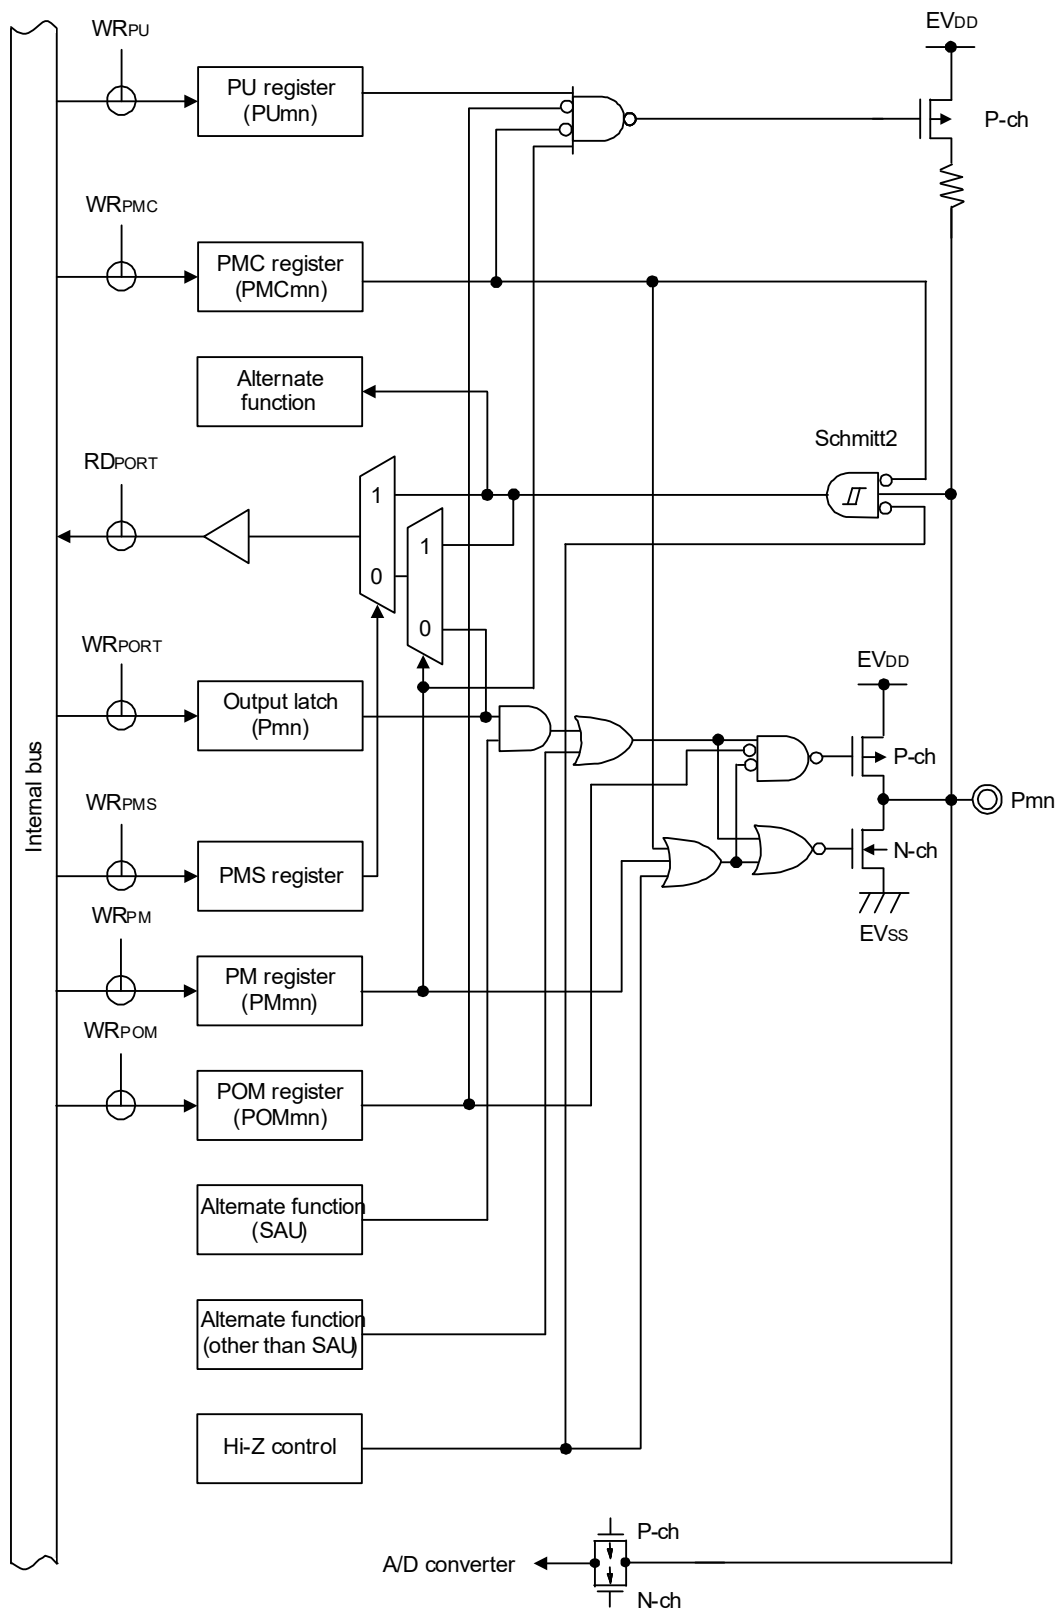 WRPU
EVDD
PU register
(PUmn)
P-ch
WRPMC
PMC register
(PMCmn)
Alternate
function
Schmitt2
RDPORT
1
1
0
0
WRPORT
EVDD
Output latch
(Pmn)
P-ch
Internal bus
WRPMS
Pmn
PMS register
N-ch
WRPM
EVSS
PM register
(PMmn)
WRPOM
POM register
(POMmn)
Alternate function
(SAU)
Alternate function
(other than SAU)
Hi-Z control
P-ch
A/D converter
N-ch